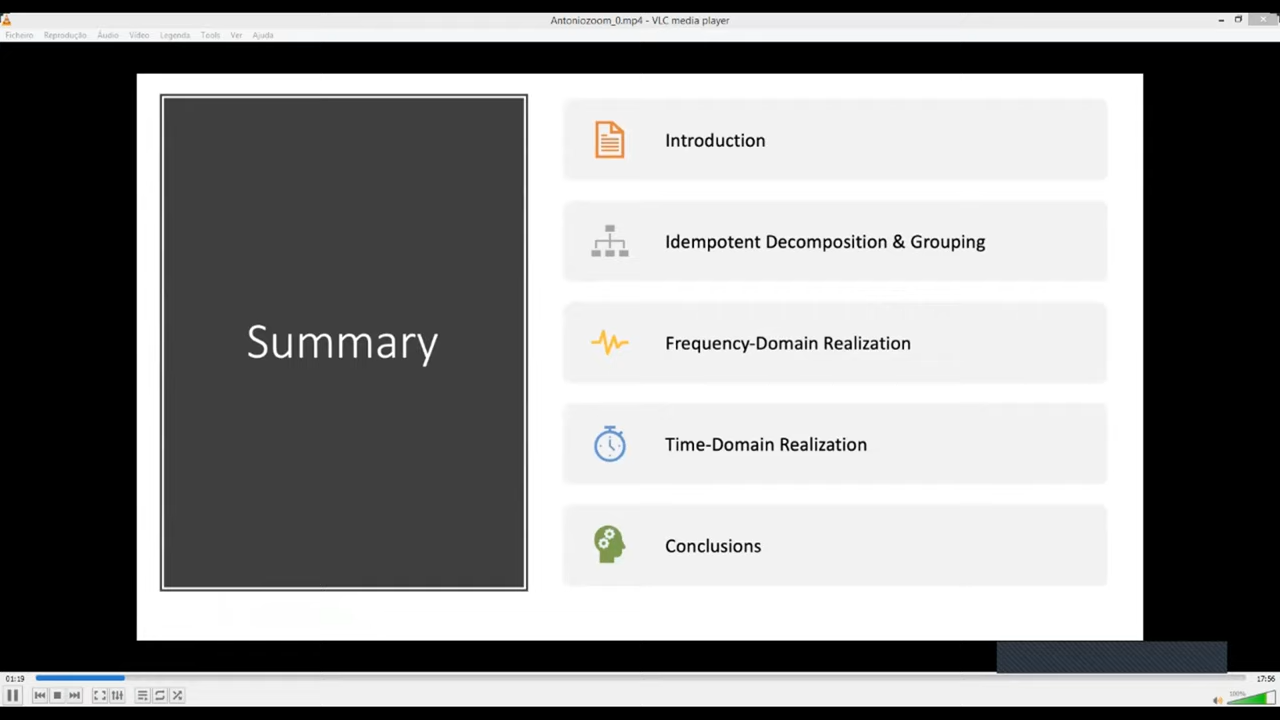 Antoniozoom_0.mp4 - VLC media player
Ficheiro Reprodução Áudio Vídeo Legenda Tools Ver Ajuda
Summary
Introduction
Idempotent Decomposition & Grouping
Frequency-Domain Realization
Time-Domain Realization
Conclusions
01:19
17:56
100%